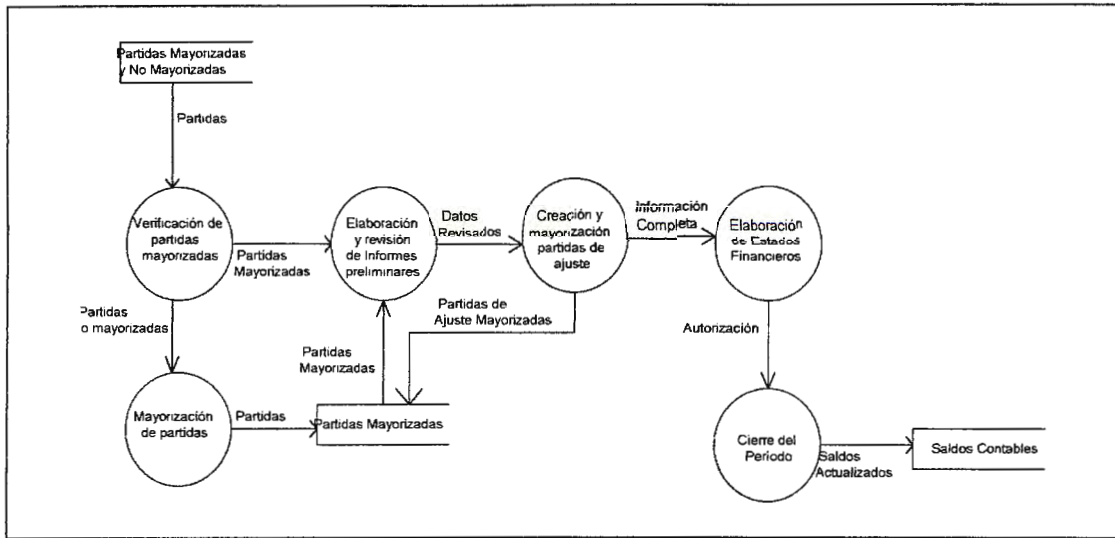 Partidas Mayorizadas
y No Mayorizadas
Partidas
Verificación de
partidas
mayorizadas
Partidas
Mayorizadas
Elaboración
y revisión
de Informes
preliminares
Datos
Revisados
Creación y
mayorización
partidas de
ajuste
Información
Completa
Elaboración
de Estados
Financieros
Partidas
o mayorizadas
Partidas de
Ajuste Mayorizadas
Autorización
Partidas
Mayorizadas
Mayorización
de partidas
Partidas
Partidas Mayorizadas
Cierre del
Período
Saldos
Actualizados
Saldos Contables